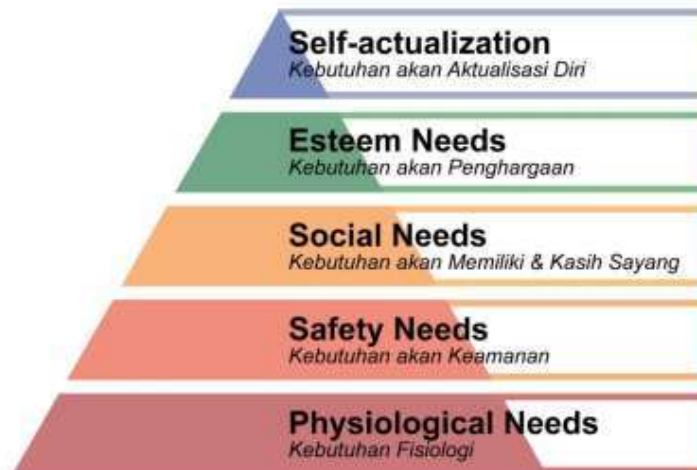 Self-actualization
Kebutuhan akan Aktualisasi Diri
Esteem Needs
Kebutuhan akan Penghargaan
Social Needs
Kebutuhan akan Memiliki & Kasih Sayang
Safety Needs
Kebutuhan akan Keamanan
Physiological Needs
Kebutuhan Fisiologi